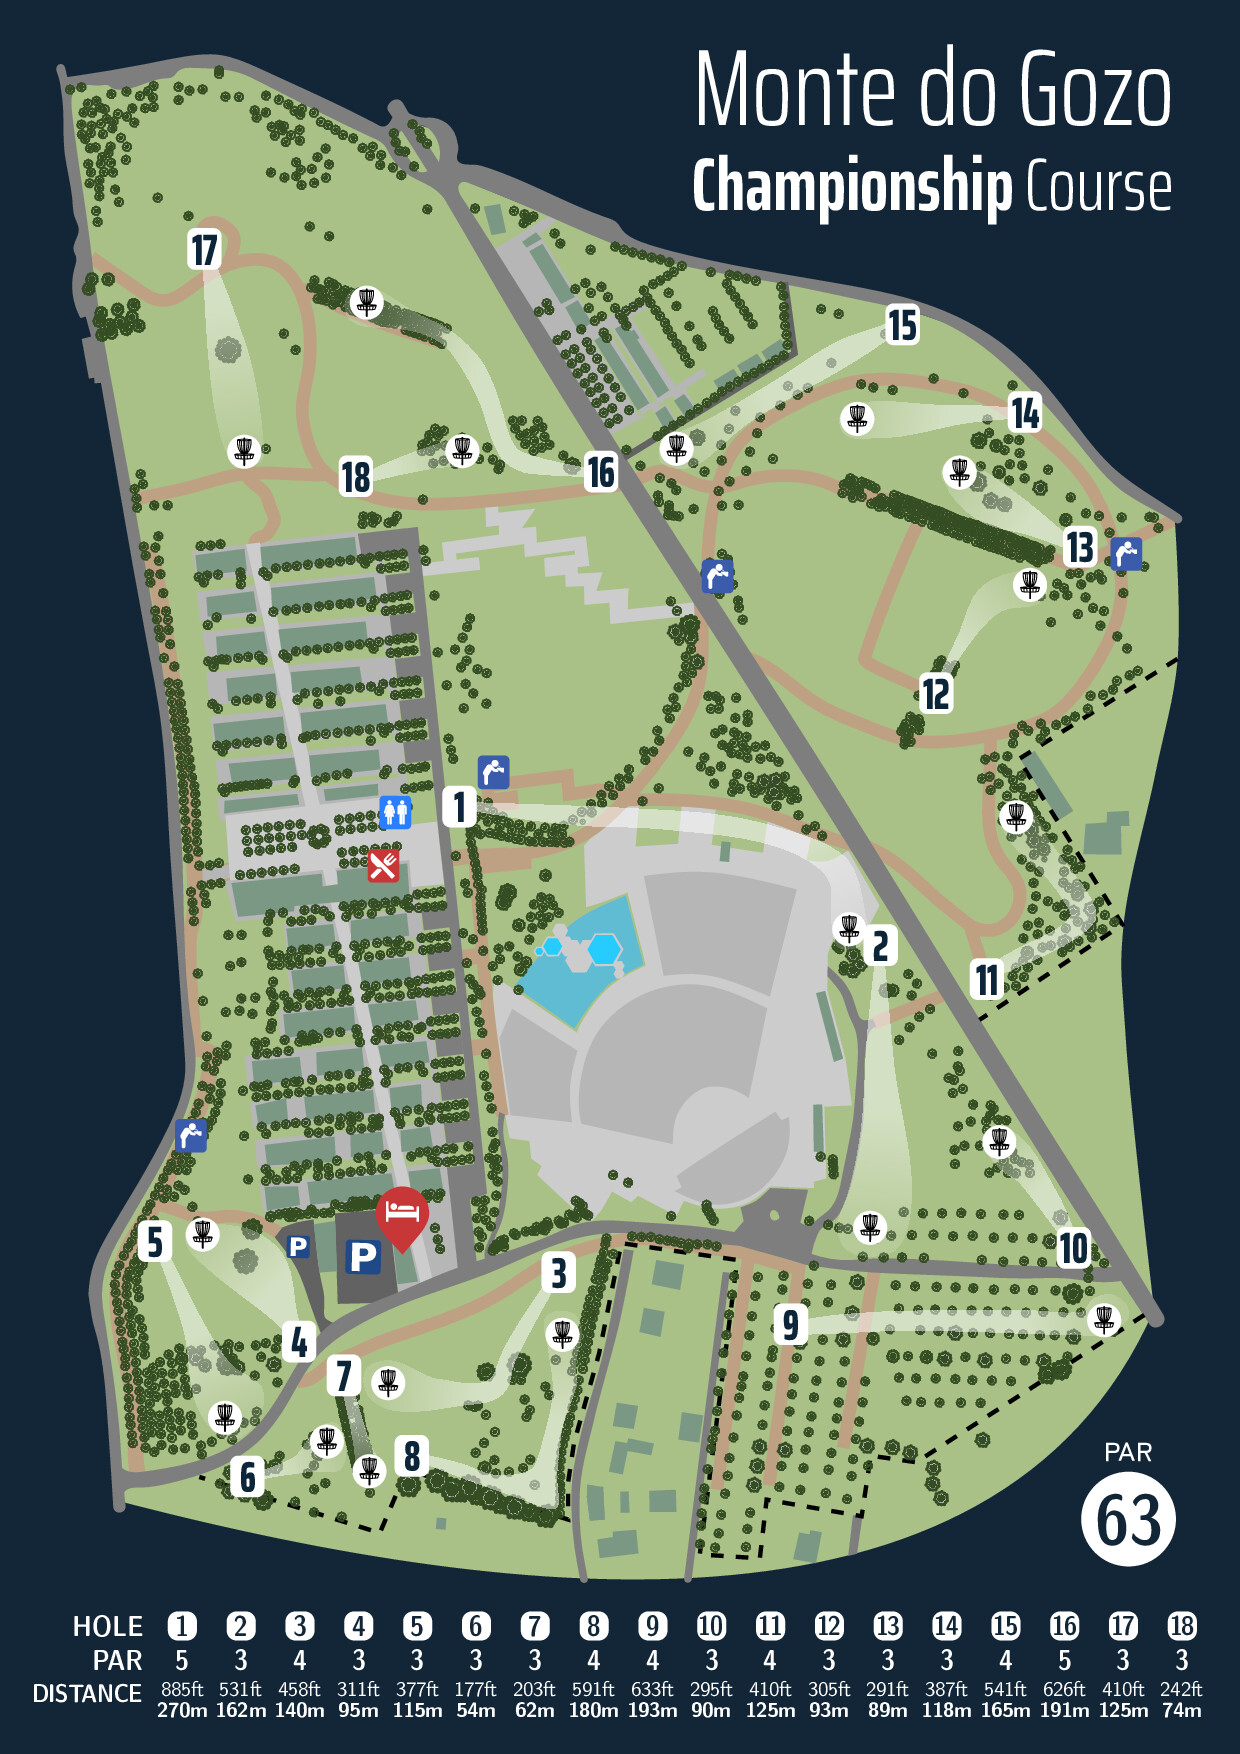 Monte do Gozo
Championship Course
17
15
14
18
16
13
12
1
2
11
5
P
P
10
3
4
9
7
8
6
PAR
63
HOLE 1 2 3 4 5 6 7 8 9 10 11 12 13 14 15 16 17 18
PAR 5 3 4 3 3 3 3 4 4 3 4 3 3 3 4 5 3 3
DISTANCE 885ft 531ft 458ft 311ft 377ft 177ft 203ft 591ft 633ft 295ft 410ft 305ft 291ft 387ft 541ft 626ft 410ft 242ft
270m 162m 140m 95m 115m 54m 62m 180m 193m 90m 125m 93m 89m 118m 165m 191m 125m 74m